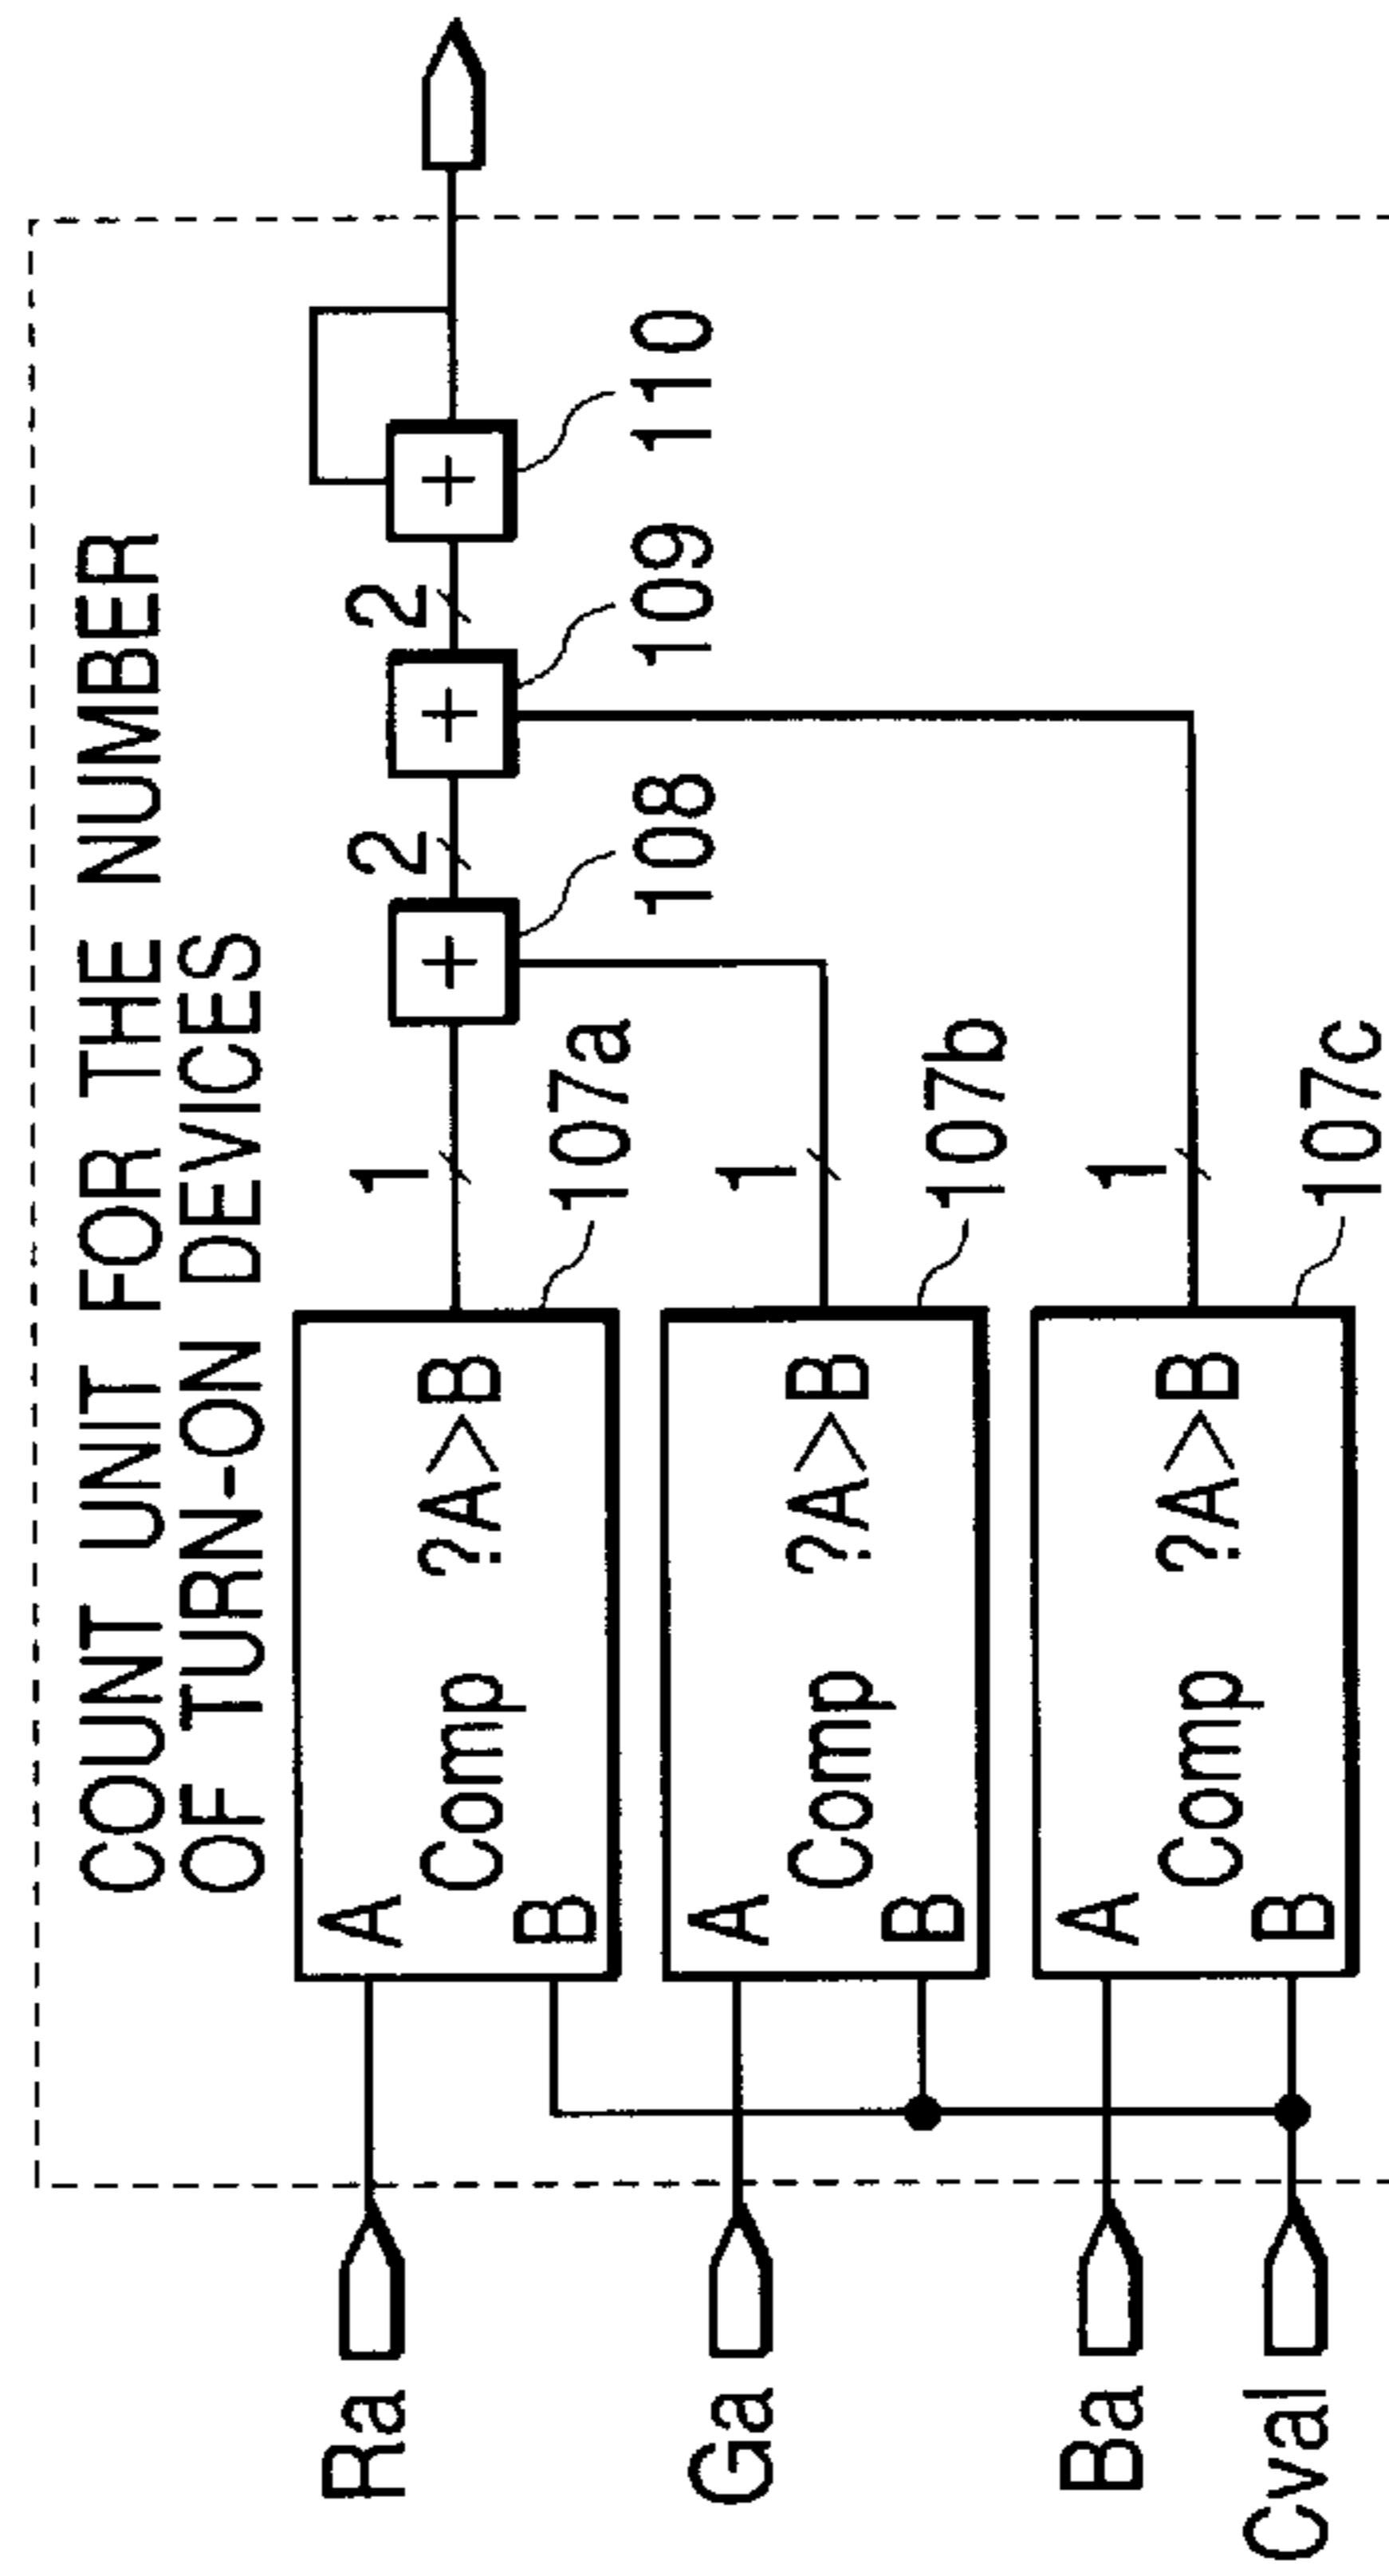 COUNT UNIT FOR THE NUMBER
OF TURN-ON DEVICES
Ra
A
Comp ?A>B
B
1
107a
2
2
108
109
110
Ga
A
Comp ?A>B
B
1
107b
Ba
A
Comp ?A>B
B
1
107c
Cval